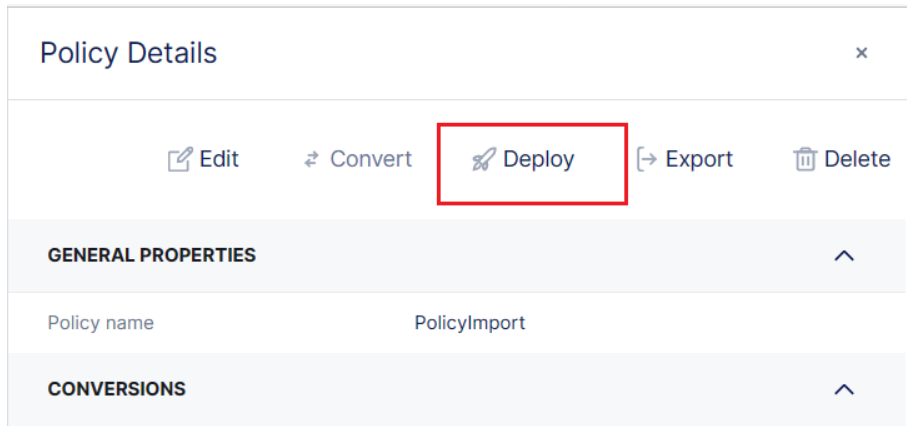 Policy Details
Edit Convert Deploy Export Delete
GENERAL PROPERTIES
Policy name PolicyImport
CONVERSIONS